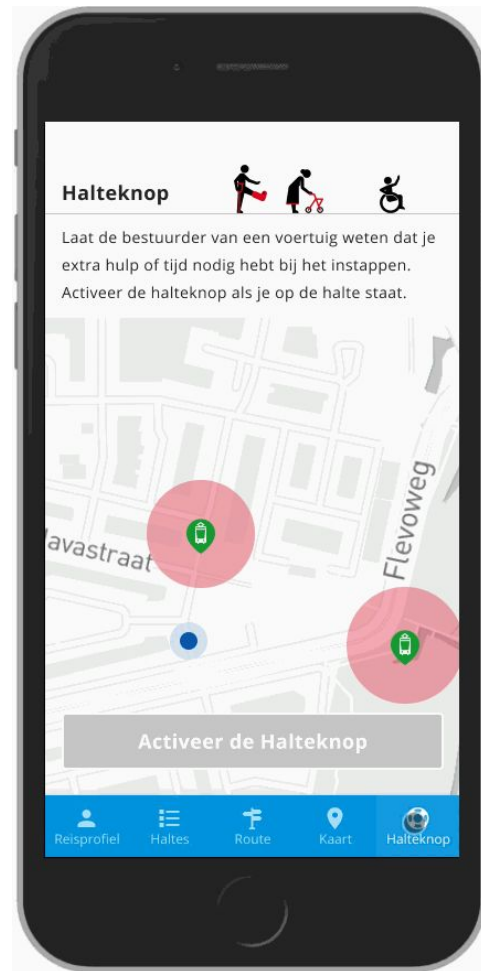 Halteknop
Laat de bestuurder van een voertuig weten dat je
extra hulp of tijd nodig hebt bij het instappen.
Activeer de halteknop als je op de halte staat.
Flevoweg
avastraat
Activeer de Halteknop
Reisprofiel
Haltes
Route
Kaart
Halteknop